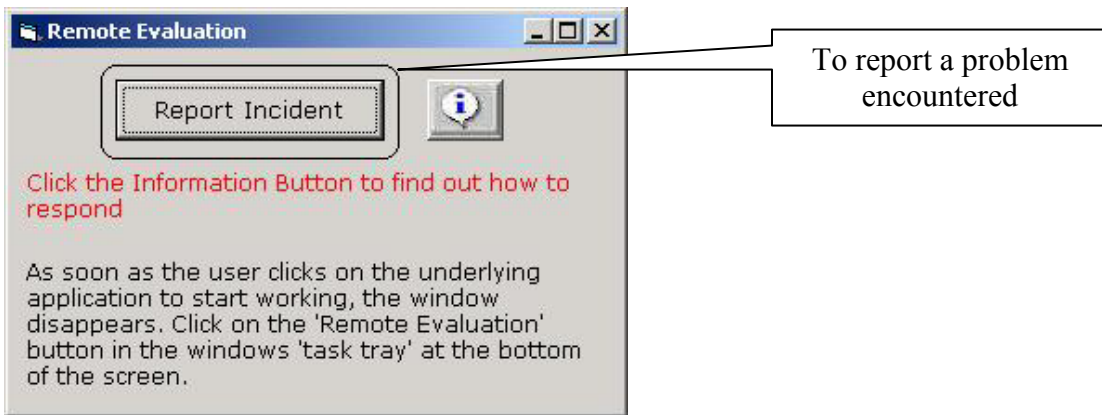 Remote Evaluation
Report Incident
To report a problem
encountered
Click the Information Button to find out how to
respond
As soon as the user clicks on the underlying
application to start working, the window
disappears. Click on the 'Remote Evaluation'
button in the windows 'task tray' at the bottom
of the screen.